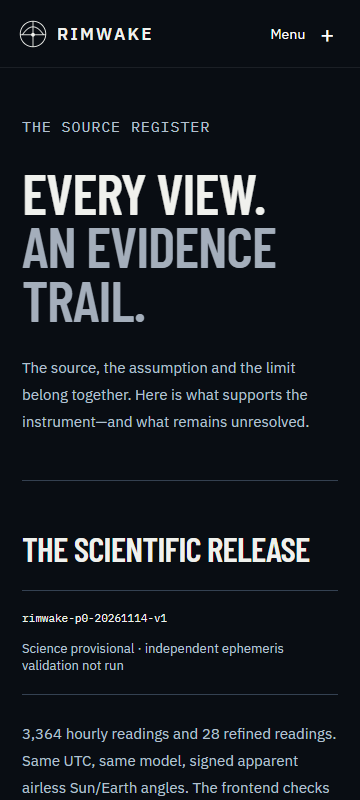 RIMWAKE
Menu +
THE SOURCE REGISTER
EVERY VIEW.
AN EVIDENCE
TRAIL.
The source, the assumption and the limit
belong together. Here is what supports the
instrument—and what remains unresolved.
THE SCIENTIFIC RELEASE
rimwake-p0-20261114-v1
Science provisional · independent ephemeris
validation not run
3,364 hourly readings and 28 refined readings.
Same UTC, same model, signed apparent
airless Sun/Earth angles. The frontend checks